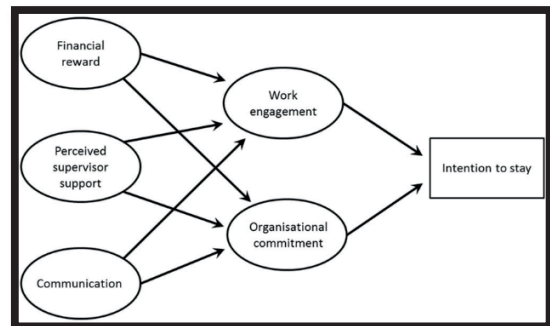 Financial
reward
Perceived
supervisor
support
Communication
Work
engagement
Organisational
commitment
Intention to stay